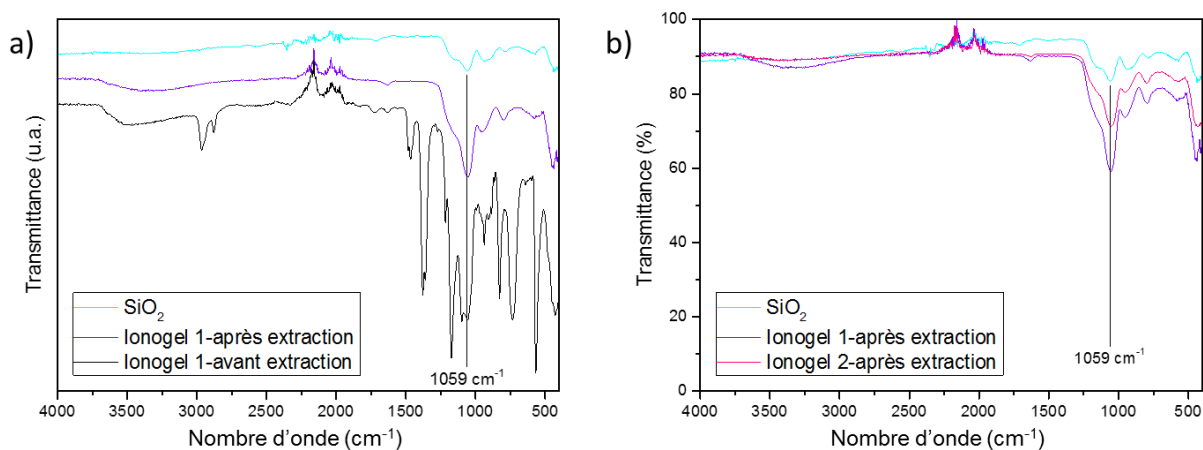 a)
Transmittance (u.a.)
SiO₂
Ionogel 1-après extraction
Ionogel 1-avant extraction
1059 cm⁻¹
4000 3500 3000 2500 2000 1500 1000 500
Nombre d’onde (cm⁻¹)
b)
Transmittance (%)
100
80
60
40
20
0
SiO₂
Ionogel 1-après extraction
Ionogel 2-après extraction
1059 cm⁻¹
4000 3500 3000 2500 2000 1500 1000 500
Nombre d’onde (cm⁻¹)